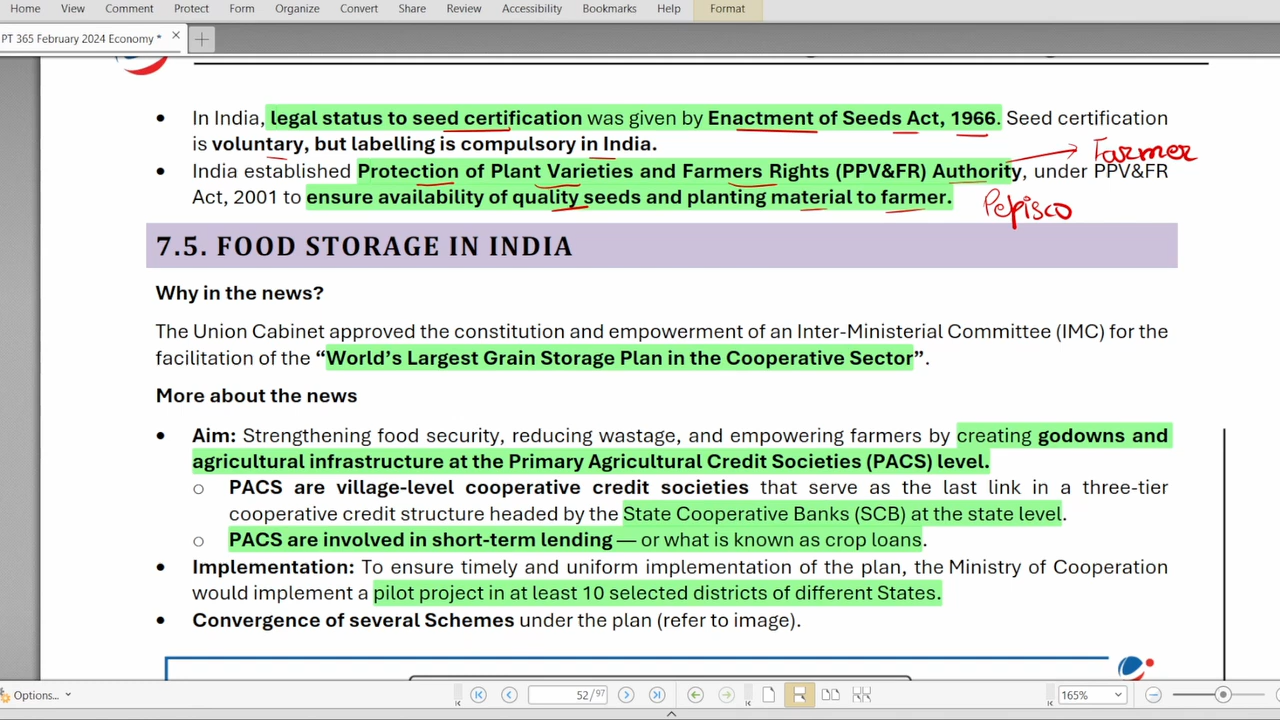 Home View Comment Protect Form Organize Convert Share Review Accessibility Bookmarks Help Format
PT 365 February 2024 Economy *
• In India, legal status to seed certification was given by Enactment of Seeds Act, 1966. Seed certification
is voluntary, but labelling is compulsory in India.
Farmer
• India established Protection of Plant Varieties and Farmers Rights (PPV&FR) Authority, under PPV&FR
Act, 2001 to ensure availability of quality seeds and planting material to farmer.
Pepisco
7.5. FOOD STORAGE IN INDIA
Why in the news?
The Union Cabinet approved the constitution and empowerment of an Inter-Ministerial Committee (IMC) for the
facilitation of the “World’s Largest Grain Storage Plan in the Cooperative Sector”.
More about the news
• Aim: Strengthening food security, reducing wastage, and empowering farmers by creating godowns and
agricultural infrastructure at the Primary Agricultural Credit Societies (PACS) level.
○ PACS are village-level cooperative credit societies that serve as the last link in a three-tier
cooperative credit structure headed by the State Cooperative Banks (SCB) at the state level.
○ PACS are involved in short-term lending — or what is known as crop loans.
• Implementation: To ensure timely and uniform implementation of the plan, the Ministry of Cooperation
would implement a pilot project in at least 10 selected districts of different States.
• Convergence of several Schemes under the plan (refer to image).
Options... 52/97 165%